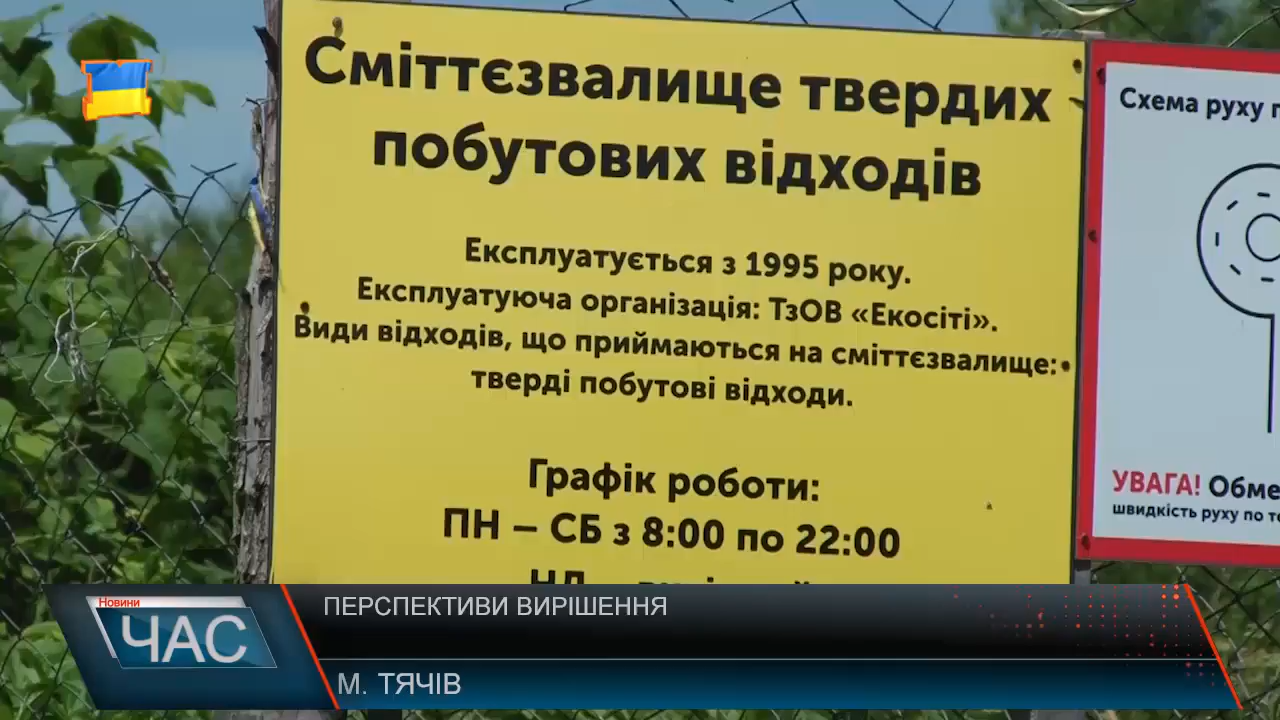 Сміттєзвалище твердих
побутових відходів
Експлуатується з 1995 року.
Експлуатуюча організація: ТзОВ «Екосіті».
Види відходів, що приймаються на сміттєзвалище:
тверді побутові відходи.
Графік роботи:
ПН – СБ з 8:00 по 22:00
Схема руху
УВАГА!
швидкість руху по
Новини
ЧАС
ПЕРСПЕКТИВИ ВИРІШЕННЯ
М. ТЯЧІВ